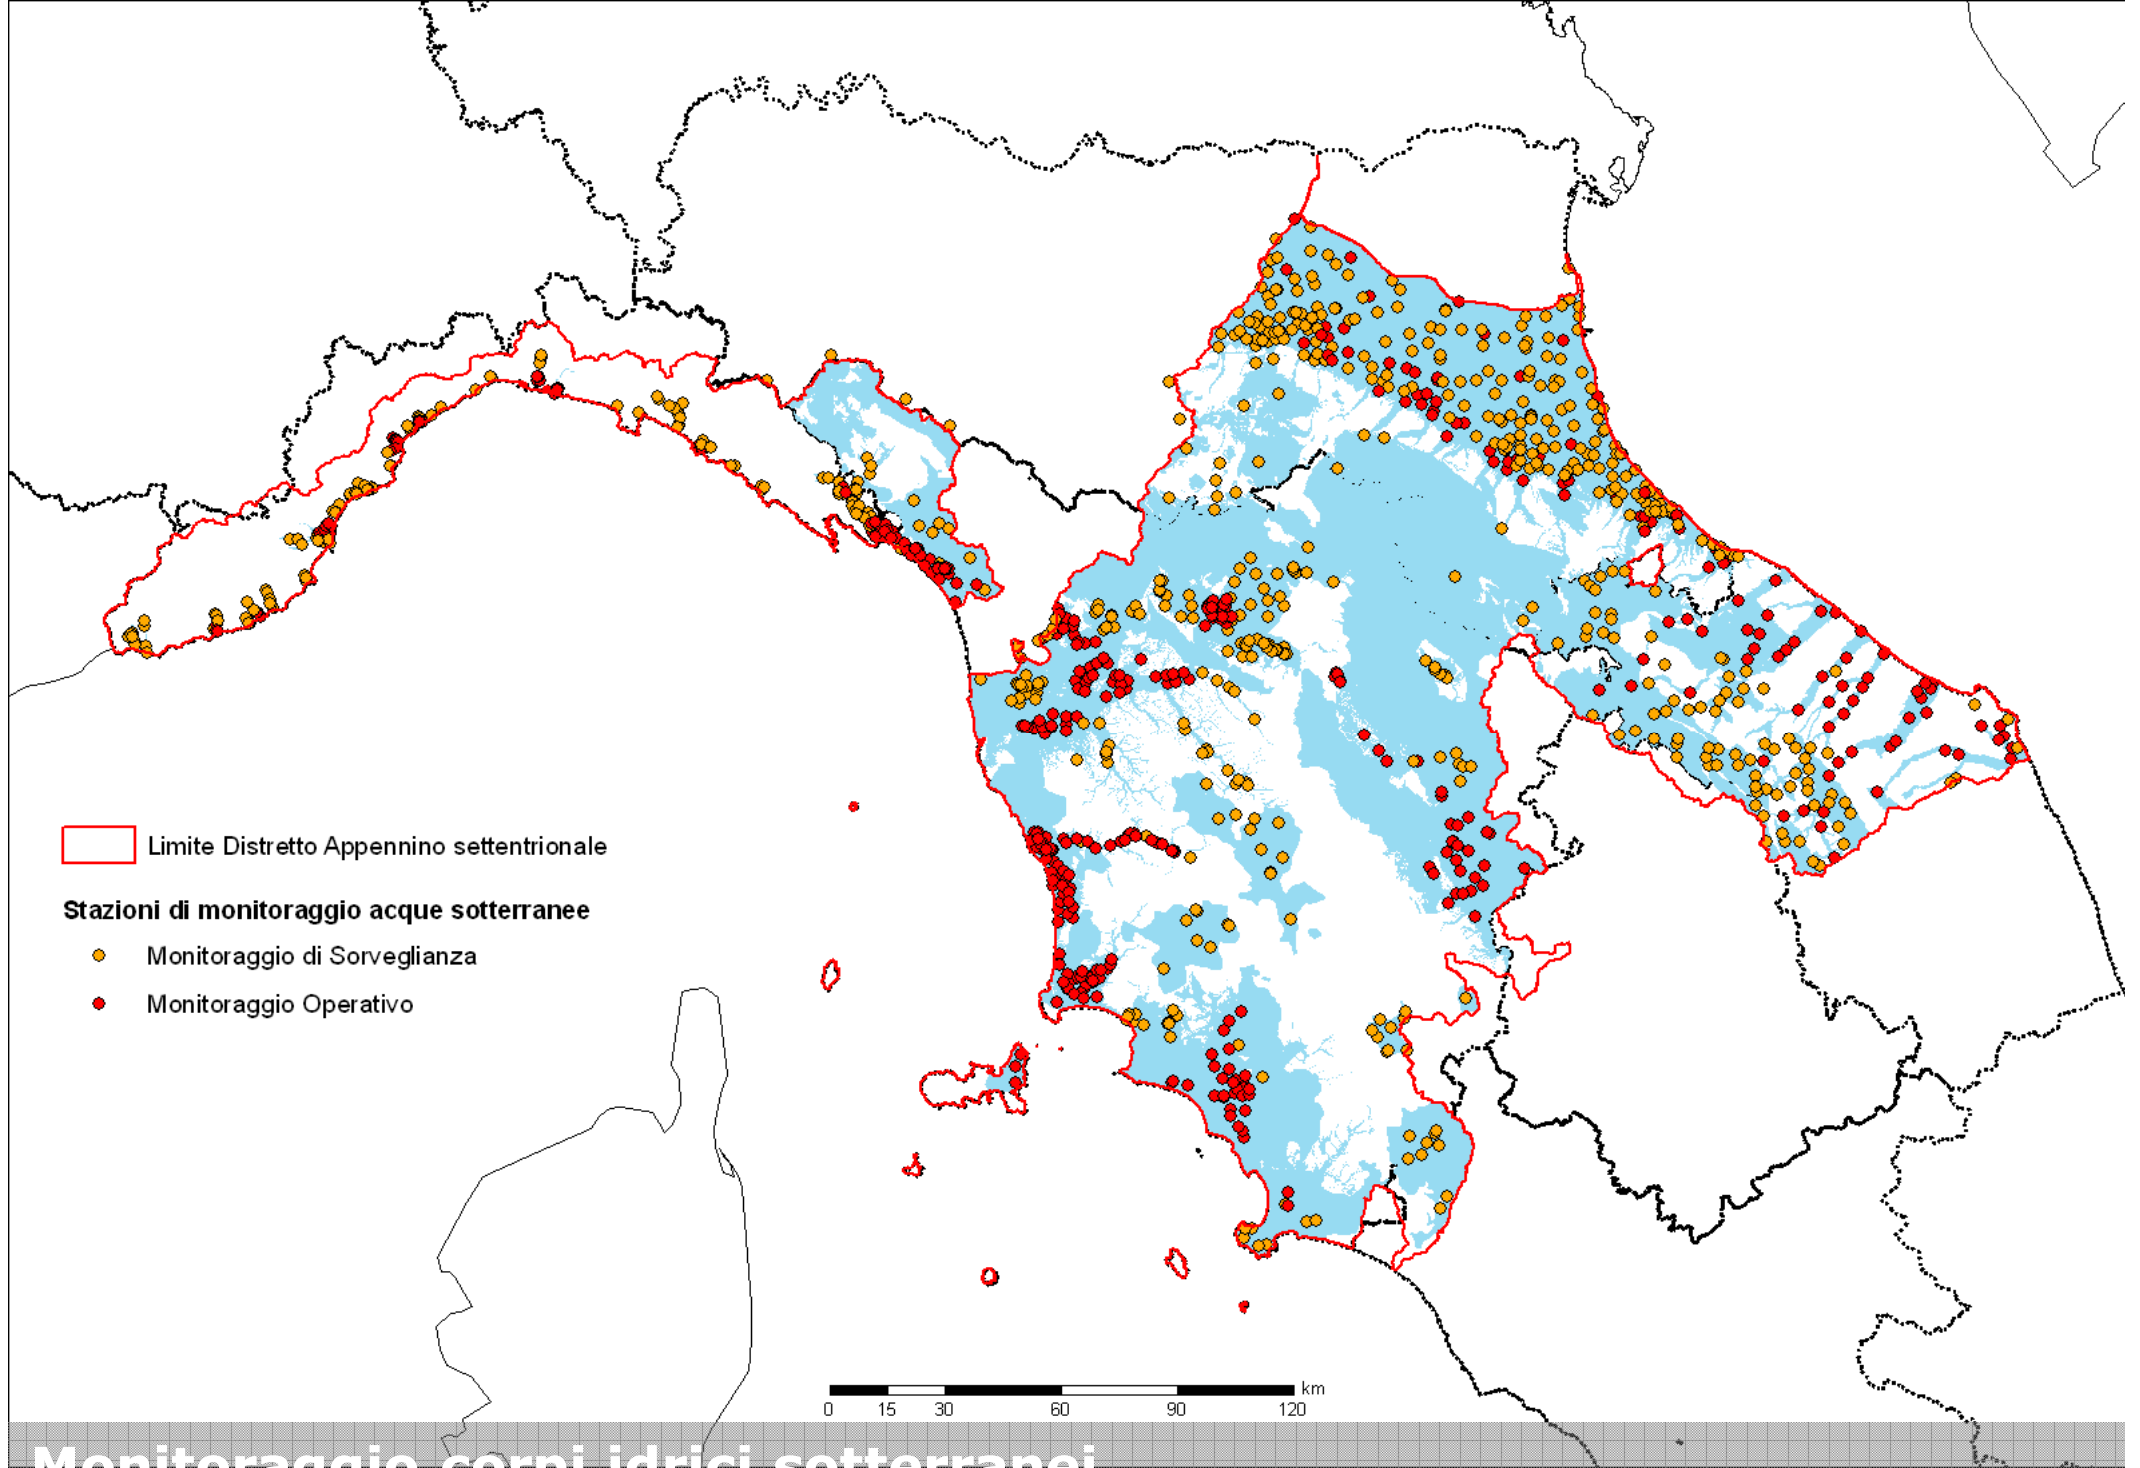 Limite Distretto Appennino settentrionale
Stazioni di monitoraggio acque sotterranee
Monitoraggio di Sorveglianza
Monitoraggio Operativo
km
0 15 30 60 90 120
Monitoraggio corpi idrici sotterranei